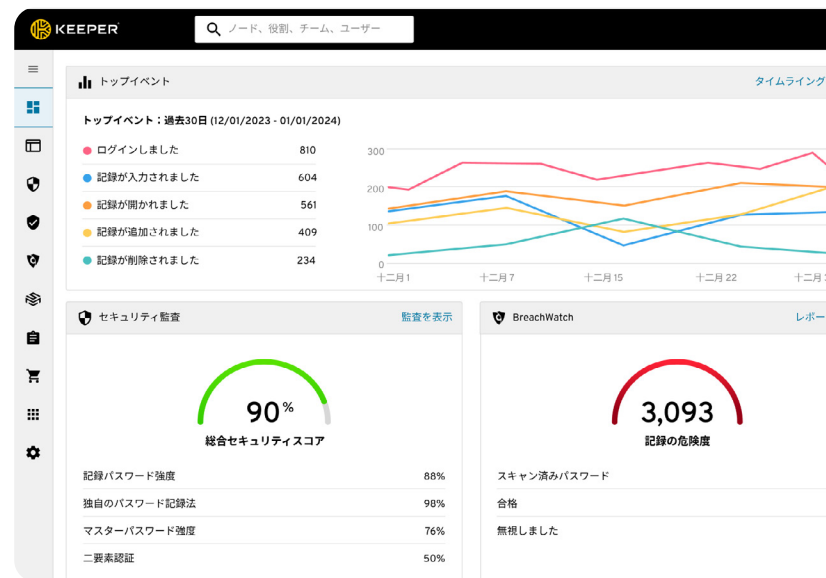 KEEPER
ノード、役割、チーム、ユーザー
トップイベント
タイムライング
トップイベント：過去30日 (12/01/2023 - 01/01/2024)
ログインしました 810
記録が入力されました 604
記録が開かれました 561
記録が追加されました 409
記録が削除されました 234
300
200
100
0
十二月 1 十二月 7 十二月 15 十二月 22 十二月
セキュリティ監査 監査を表示
BreachWatch レポー
90%
総合セキュリティスコア
3,093
記録の危険度
記録パスワード強度 88%
独自のパスワード記録法 98%
マスターパスワード強度 76%
二要素認証 50%
スキャン済みパスワード
合格
無視しました